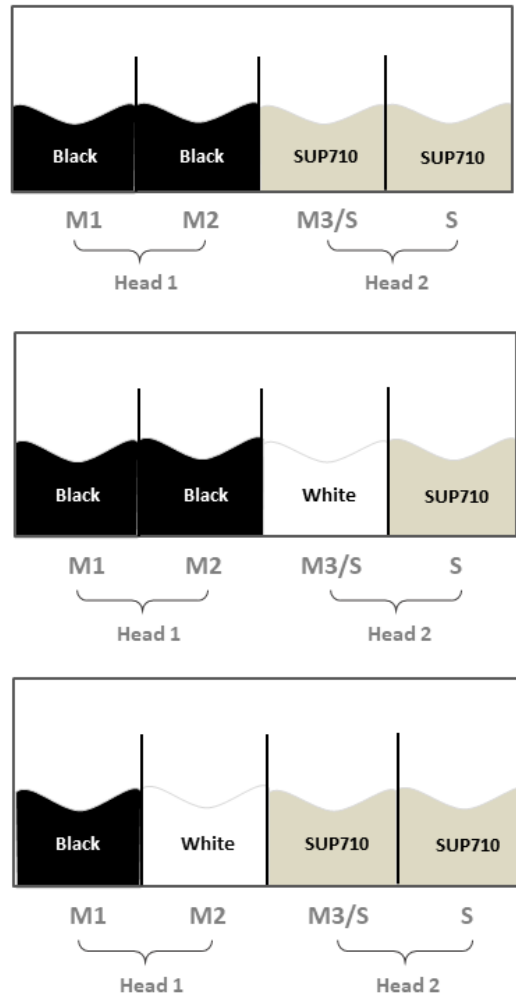 Black Black SUP710 SUP710
M1 M2 M3/S S
Head 1 Head 2
Black Black White SUP710
M1 M2 M3/S S
Head 1 Head 2
Black White SUP710 SUP710
M1 M2 M3/S S
Head 1 Head 2